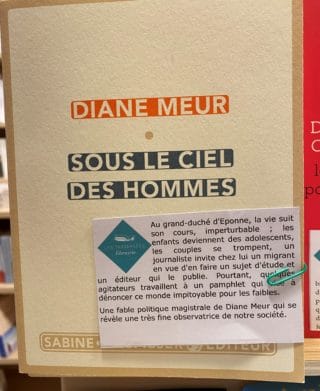 DIANE MEUR
SOUS LE CIEL
DES HOMMES
Au grand-duché d'Eponne, la vie suit
son cours, imperturbable ; les
enfants deviennent des adolescents,
les couples se trompent, un
journaliste invite chez lui un migrant
en vue d'en faire un sujet d'étude et
un éditeur qui le publie. Pourtant, quelques
agitateurs travaillent à un pamphlet qui à
dénoncer ce monde impitoyable pour les faibles.
Une fable politique magistrale de Diane Meur qui se
révèle une très fine observatrice de notre société.
SABINE ÉDITEUR
D